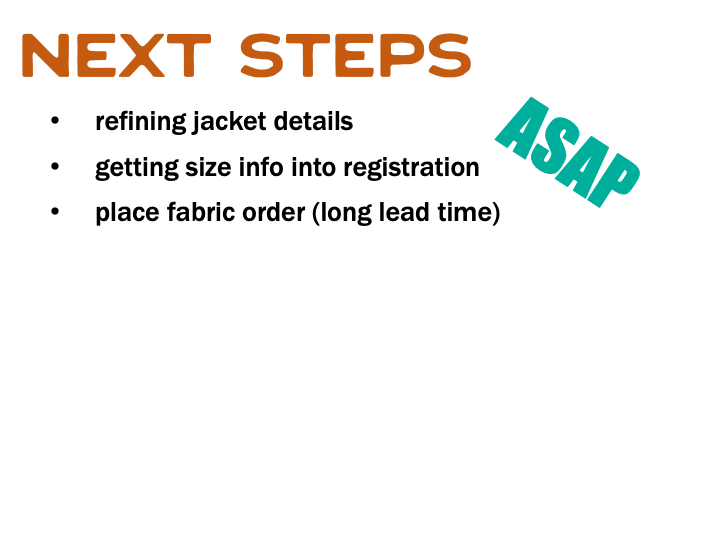 NEXT STEPS
• refining jacket details
• getting size info into registration
• place fabric order (long lead time)
ASAP